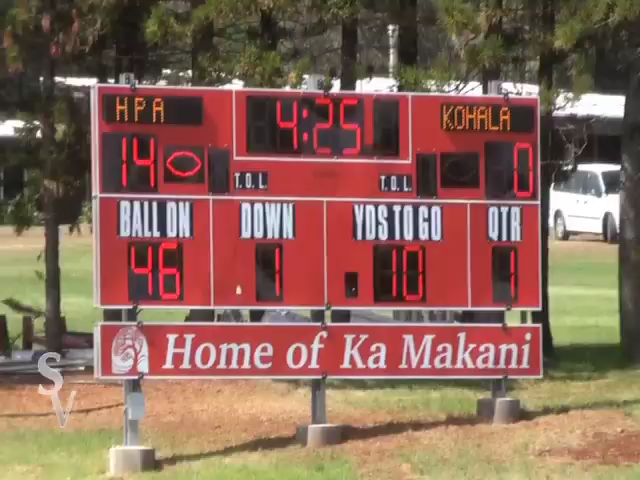 HPA 4:25 KOHALA
14 T.O.L. T.O.L. 0
BALL ON DOWN YDS TO GO QTR
46 1 10 1
Home of Ka Makani
SV